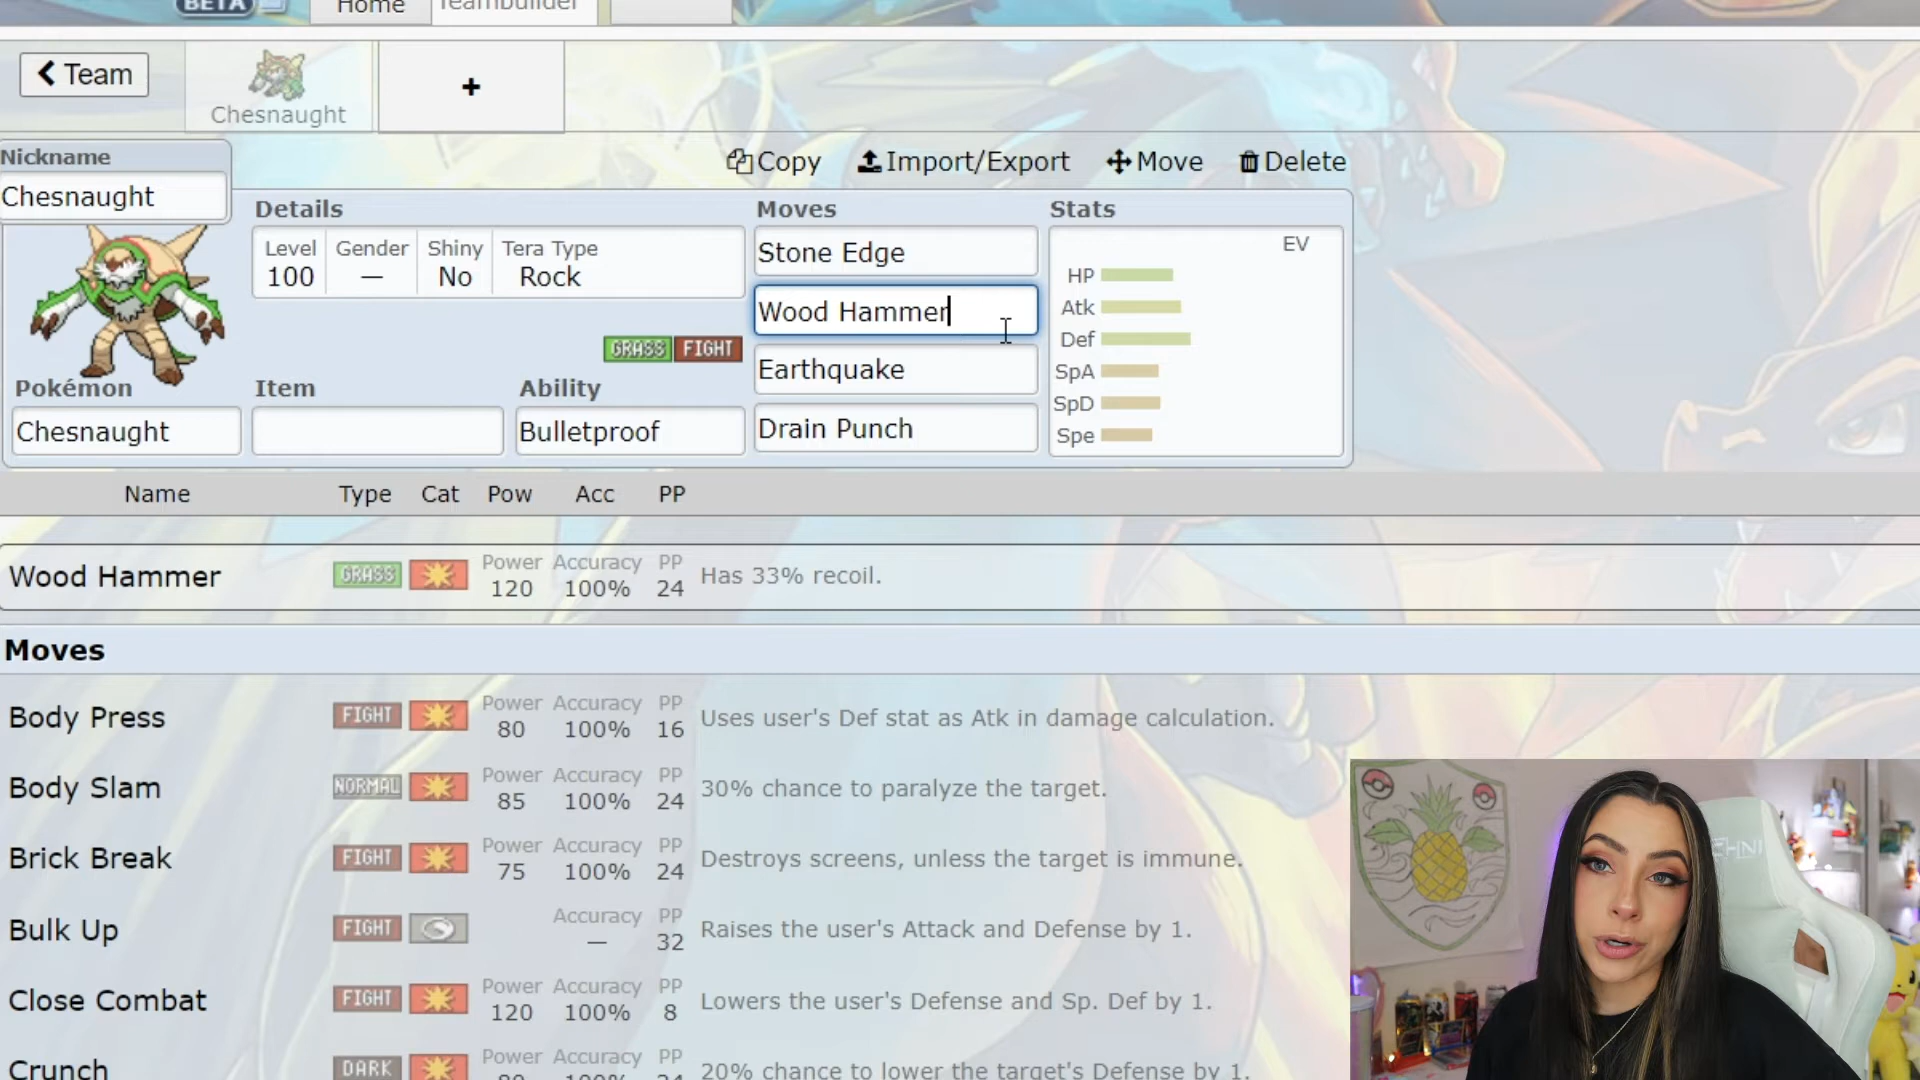 BETA
Home
Teambuilder
Team
Chesnaught
+
Nickname
Chesnaught
Copy
Import/Export
Move
Delete
Details
Level
100
Gender
—
Shiny
No
Tera Type
Rock
GRASS FIGHT
Pokémon
Chesnaught
Item
Ability
Bulletproof
Moves
Stone Edge
Wood Hammer
Earthquake
Drain Punch
Stats
EV
HP
Atk
Def
SpA
SpD
Spe
Name Type Cat Pow Acc PP
Wood Hammer GRASS Power 120 Accuracy 100% PP 24 Has 33% recoil.
Moves
Body Press FIGHT Power 80 Accuracy 100% PP 16 Uses user's Def stat as Atk in damage calculation.
Body Slam NORMAL Power 85 Accuracy 100% PP 24 30% chance to paralyze the target.
Brick Break FIGHT Power 75 Accuracy 100% PP 24 Destroys screens, unless the target is immune.
Bulk Up FIGHT Accuracy — PP 32 Raises the user's Attack and Defense by 1.
Close Combat FIGHT Power 120 Accuracy 100% PP 8 Lowers the user's Defense and Sp. Def by 1.
Crunch DARK Power 80 Accuracy 100% PP 24 20% chance to lower the target's Defense by 1.